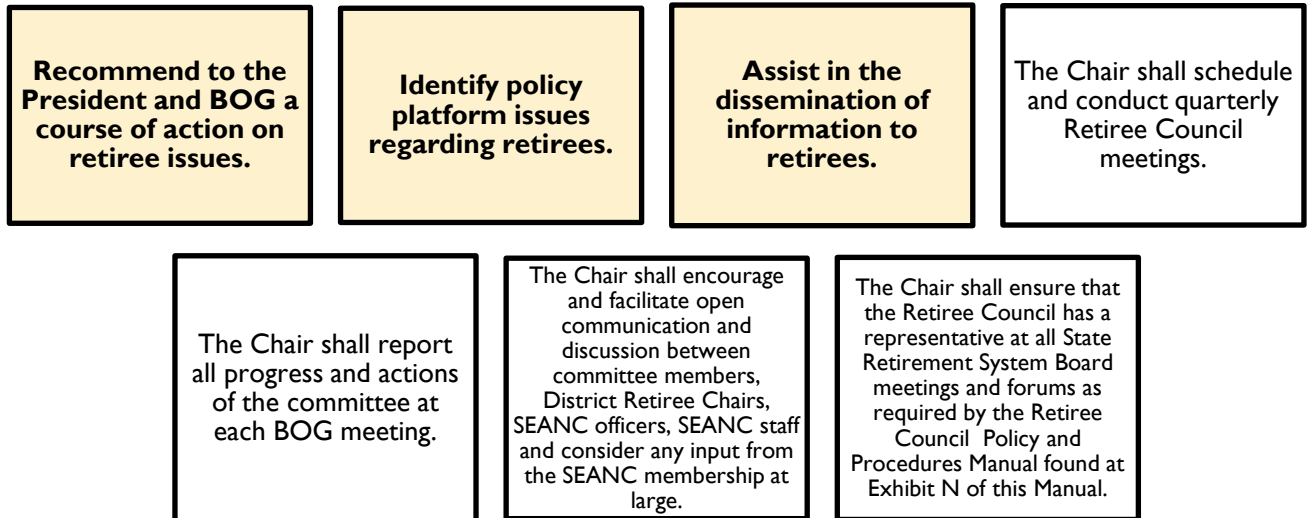 Recommend to the
President and BOG a
course of action on
retiree issues.
Identify policy
platform issues
regarding retirees.
Assist in the
dissemination of
information to
retirees.
The Chair shall schedule
and conduct quarterly
Retiree Council
meetings.
The Chair shall report
all progress and actions
of the committee at
each BOG meeting.
The Chair shall encourage
and facilitate open
communication and
discussion between
committee members,
District Retiree Chairs,
SEANC officers, SEANC staff
and consider any input from
the SEANC membership at
large.
The Chair shall ensure that
the Retiree Council has a
representative at all State
Retirement System Board
meetings and forums as
required by the Retiree
Council Policy and
Procedures Manual found at
Exhibit N of this Manual.